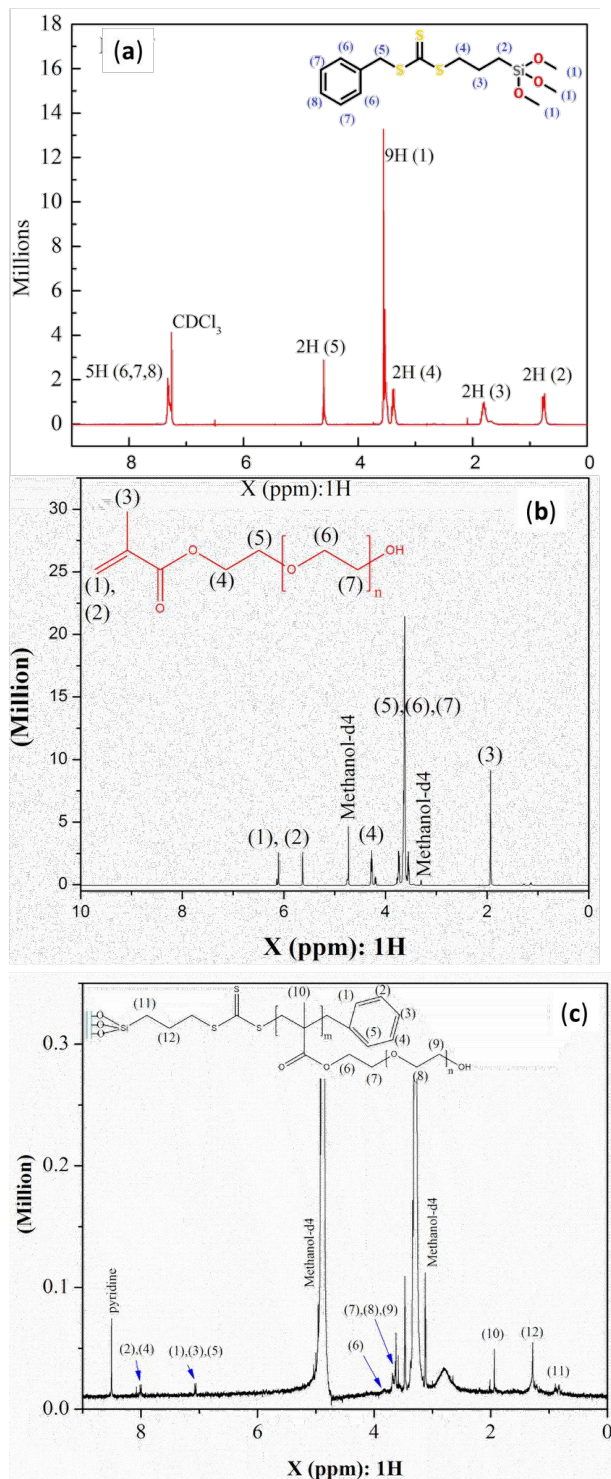 (a)
Millions
18
16
14
12
10
8
6
4
2
0
S
S
S
Si
O
O
O
(1)
(1)
(1)
(2)
(3)
(4)
(5)
(6)
(7)
(8)
(7)
(6)
9H (1)
CDCl3
5H (6,7,8)
2H (5)
2H (4)
2H (3)
2H (2)
8 6 4 2 0
X (ppm):1H
(b)
(Million)
30
25
20
15
10
5
0
(3)
(1),
(2)
O
O
(4)
(5)
O
(6)
(7)
n
OH
(5),(6),(7)
Methanol-d4
Methanol-d4
(1), (2)
(4)
(3)
10 8 6 4 2 0
X (ppm): 1H
(c)
(Million)
0.3
0.2
0.1
0.0
O
O
O
Si
(11)
(12)
S
S
S
(10)
m
(1)
(2)
(3)
(4)
(5)
O
O
(6)
(7)
O
(8)
(9)
n
OH
pyridine
(2),(4)
(1),(3),(5)
Methanol-d4
(6)
(7),(8),(9)
Methanol-d4
(10)
(12)
(11)
8 6 4 2 0
X (ppm): 1H